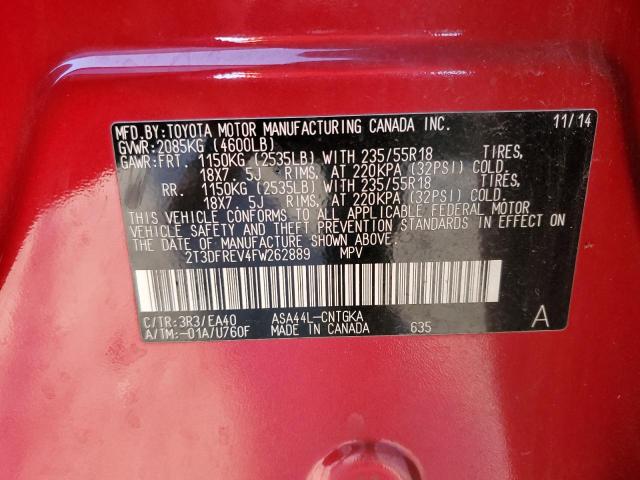 MFD.BY:TOYOTA MOTOR MANUFACTURING CANADA INC. 11/14
GVWR:2085KG (4600LB)
GAWR:FRT. 1150KG (2535LB) WITH 235/55R18 TIRES,
18X7. 5J RIMS, AT 220KPA (32PSI) COLD.
RR. 1150KG (2535LB) WITH 235/55R18 TIRES,
18X7. 5J RIMS, AT 220KPA (32PSI) COLD.
THIS VEHICLE CONFORMS TO ALL APPLICABLE FEDERAL MOTOR
VEHICLE SAFETY AND THEFT PREVENTION STANDARDS IN EFFECT ON
THE DATE OF MANUFACTURE SHOWN ABOVE.
2T3DFREV4FW262889 MPV
C/TR:3R3/EA40 ASA44L-CNTGKA
A/TM:-01A/U760F MADE IN CANADA 635 A